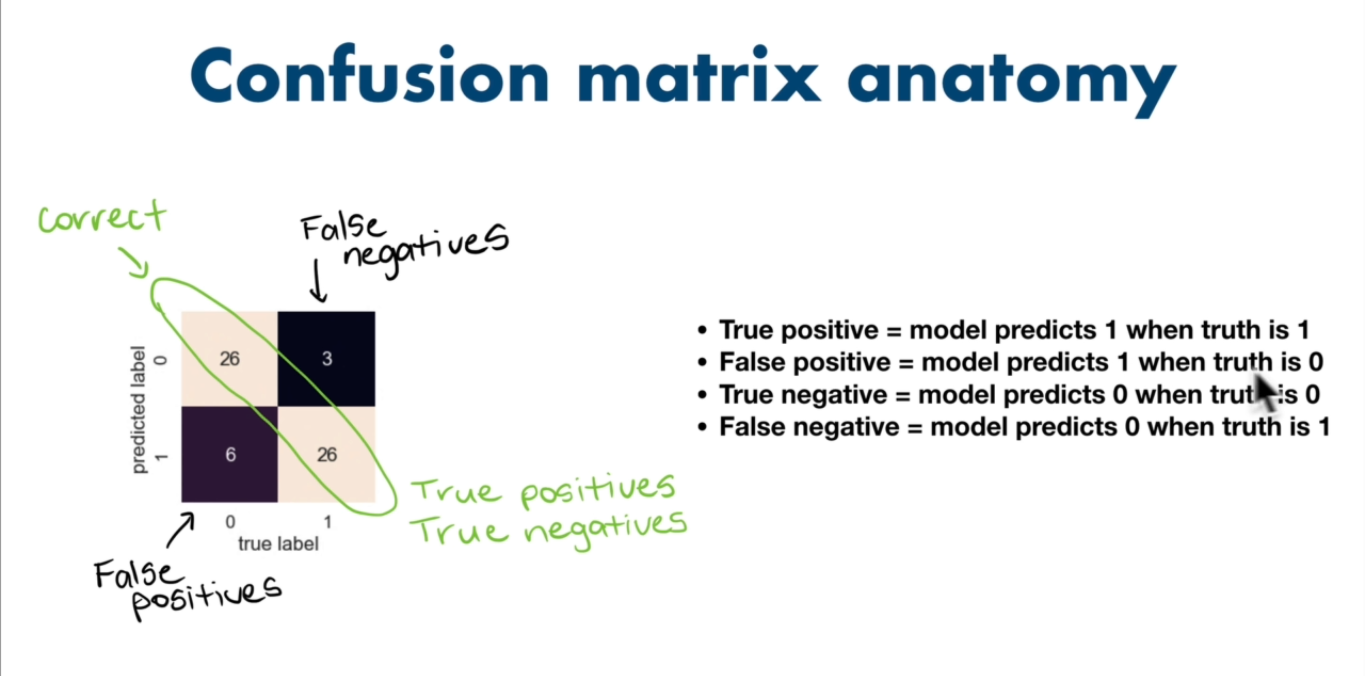 Confusion matrix anatomy
correct
False
negatives
predicted label
0
1
26
3
6
26
0
1
true label
False
positives
True positives
True negatives
• True positive = model predicts 1 when truth is 1
• False positive = model predicts 1 when truth is 0
• True negative = model predicts 0 when trut is 0
• False negative = model predicts 0 when truth is 1